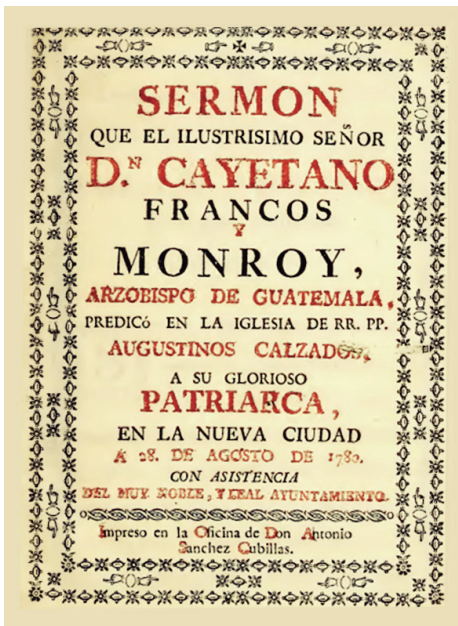 SERMON
QUE EL ILUSTRISIMO SEÑOR
D.N CAYETANO
FRANCOS
Y
MONROY,
ARZOBISPO DE GUATEMALA,
PREDICó EN LA IGLESIA DE RR. PP.
AUGUSTINOS CALZADOS,
A SU GLORIOSO
PATRIARCA,
EN LA NUEVA CIUDAD
A 28. DE AGOSTO DE 1780.
CON ASISTENCIA
DEL MUY NOBLE, Y LEAL AYUNTAMIENTO.
Impreso en la Oficina de Don Antonio
Sanchez Cubillas.